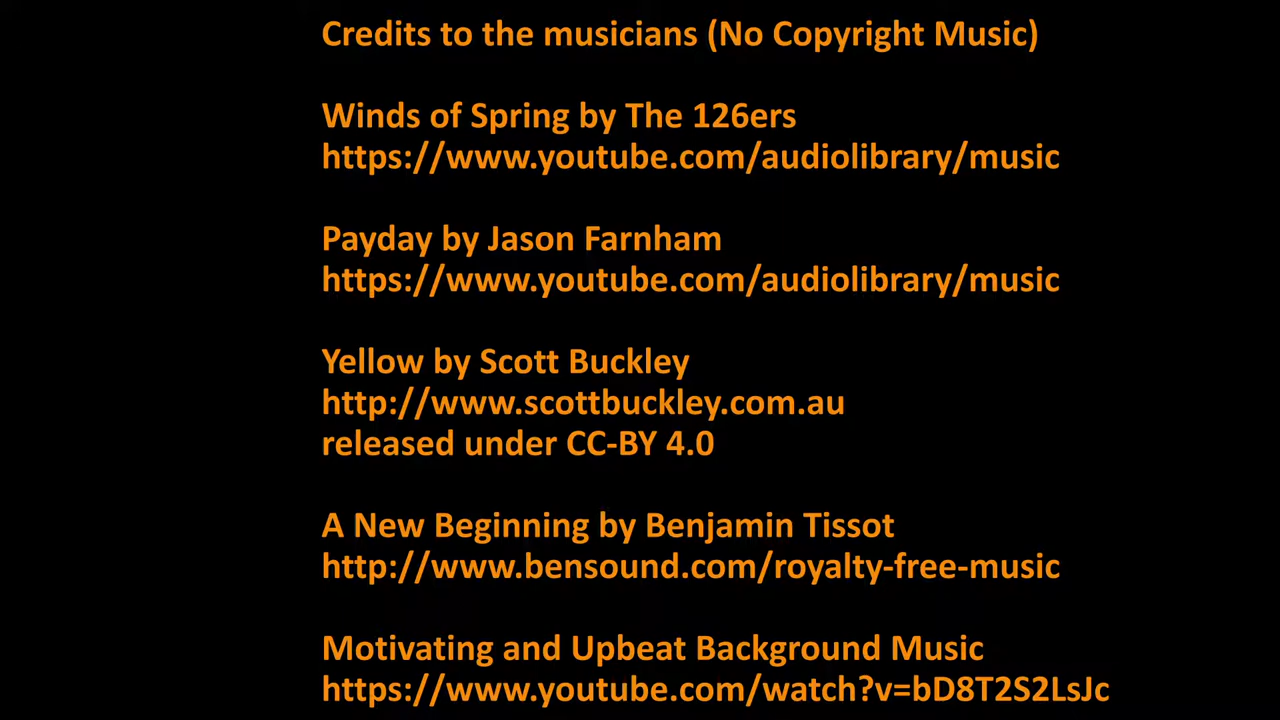 Credits to the musicians (No Copyright Music)
Winds of Spring by The 126ers
https://www.youtube.com/audiolibrary/music
Payday by Jason Farnham
https://www.youtube.com/audiolibrary/music
Yellow by Scott Buckley
http://www.scottbuckley.com.au
released under CC-BY 4.0
A New Beginning by Benjamin Tissot
http://www.bensound.com/royalty-free-music
Motivating and Upbeat Background Music
https://www.youtube.com/watch?v=bD8T2S2LsJc